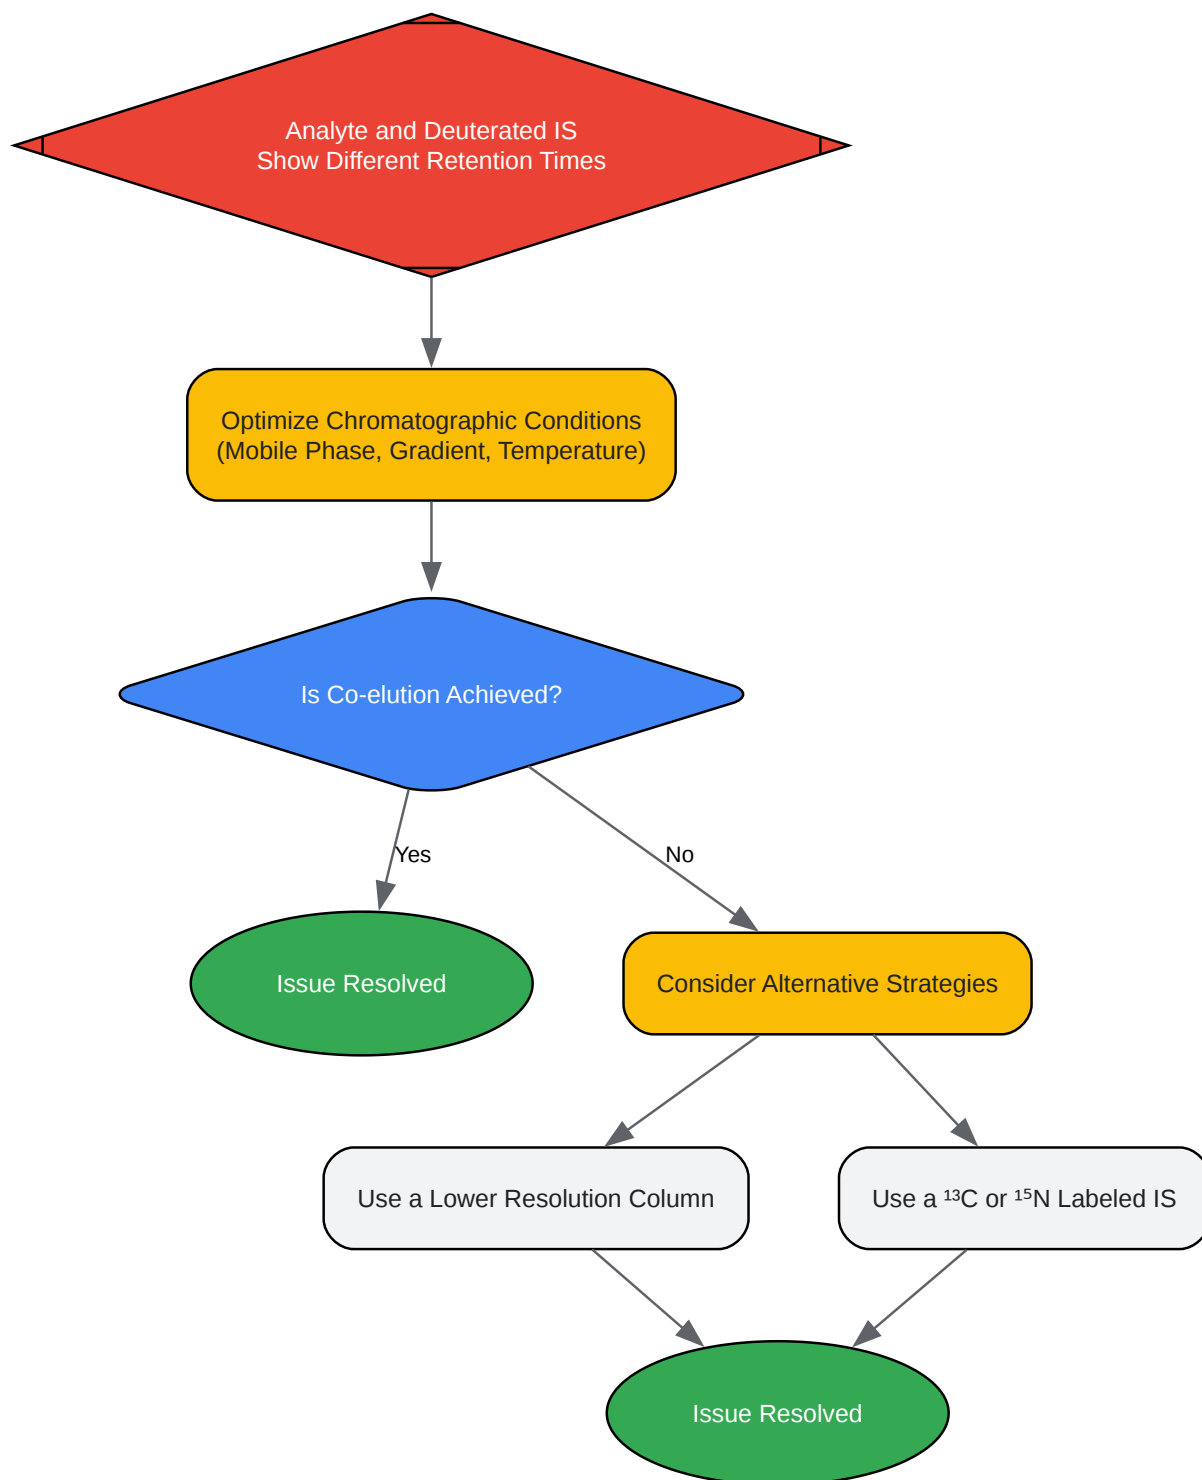 Analyte and Deuterated IS
Show Different Retention Times
Optimize Chromatographic Conditions
(Mobile Phase, Gradient, Temperature)
Is Co-elution Achieved?
Yes
No
Issue Resolved
Consider Alternative Strategies
Use a Lower Resolution Column
Use a ¹³C or ¹⁵N Labeled IS
Issue Resolved